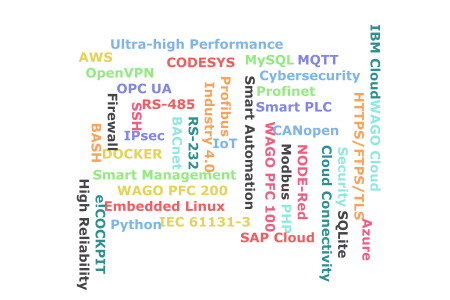 Ultra-high Performance
AWS
CODESYS
MySQL
MQTT
IBM Cloud
OpenVPN
Cybersecurity
OPC UA
Profinet
Firewall
SSH
RS-485
Industry 4.0
Profibus
Smart Automation
Smart PLC
HTTPS/FTPS/TLS
WAGO Cloud
BASH
IPsec
BACnet
RS-232
IoT
WAGO PFC 100
CANopen
DOCKER
Modbus
NODE-Red
Cloud Connectivity
Security
Smart Management
High Reliability
WAGO PFC 200
eICOCKPIT
Embedded Linux
PHP
SQLite
Python
IEC 61131-3
SAP Cloud
Azure